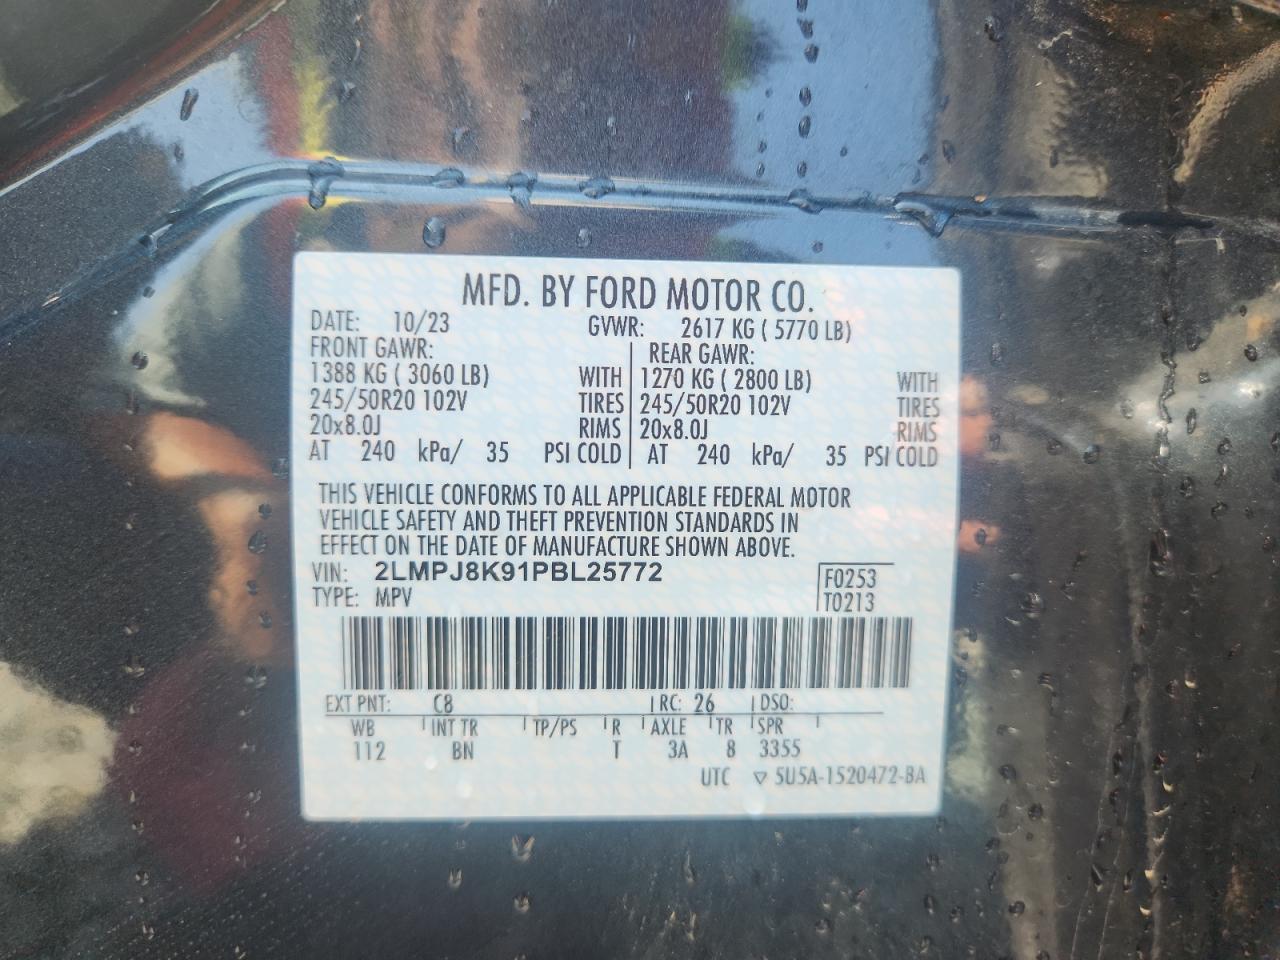 MFD. BY FORD MOTOR CO.
DATE: 10/23 GVWR: 2617 KG ( 5770 LB)
FRONT GAWR: REAR GAWR:
1388 KG ( 3060 LB) WITH 1270 KG ( 2800 LB) WITH
245/50R20 102V TIRES 245/50R20 102V TIRES
20x8.0J RIMS 20x8.0J RIMS
AT 240 kPa/ 35 PSI COLD AT 240 kPa/ 35 PSI COLD
THIS VEHICLE CONFORMS TO ALL APPLICABLE FEDERAL MOTOR
VEHICLE SAFETY AND THEFT PREVENTION STANDARDS IN
EFFECT ON THE DATE OF MANUFACTURE SHOWN ABOVE.
VIN: 2LMPJ8K91PBL25772 F0253
TYPE: MPV T0213
EXT PNT: C8 RC: 26 DSO:
WB INT TR TP/PS R AXLE TR SPR
112 BN T 3A 8 3355
UTC ▽ 5U5A-1520472-BA